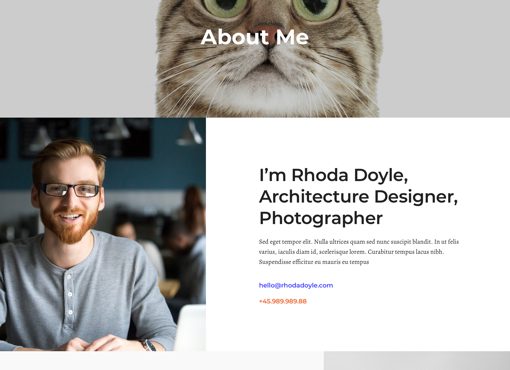 About Me
I’m Rhoda Doyle,
Architecture Designer,
Photographer
Sed eget tempor elit. Nulla ultrices quam sed nunc suscipit blandit. In ut felis
varius, iaculis diam id, scelerisque lorem. Curabitur tempus lacus nibh.
Suspendisse efficitur eu mauris eu tempus
hello@rhodadoyle.com
+45.989.989.88